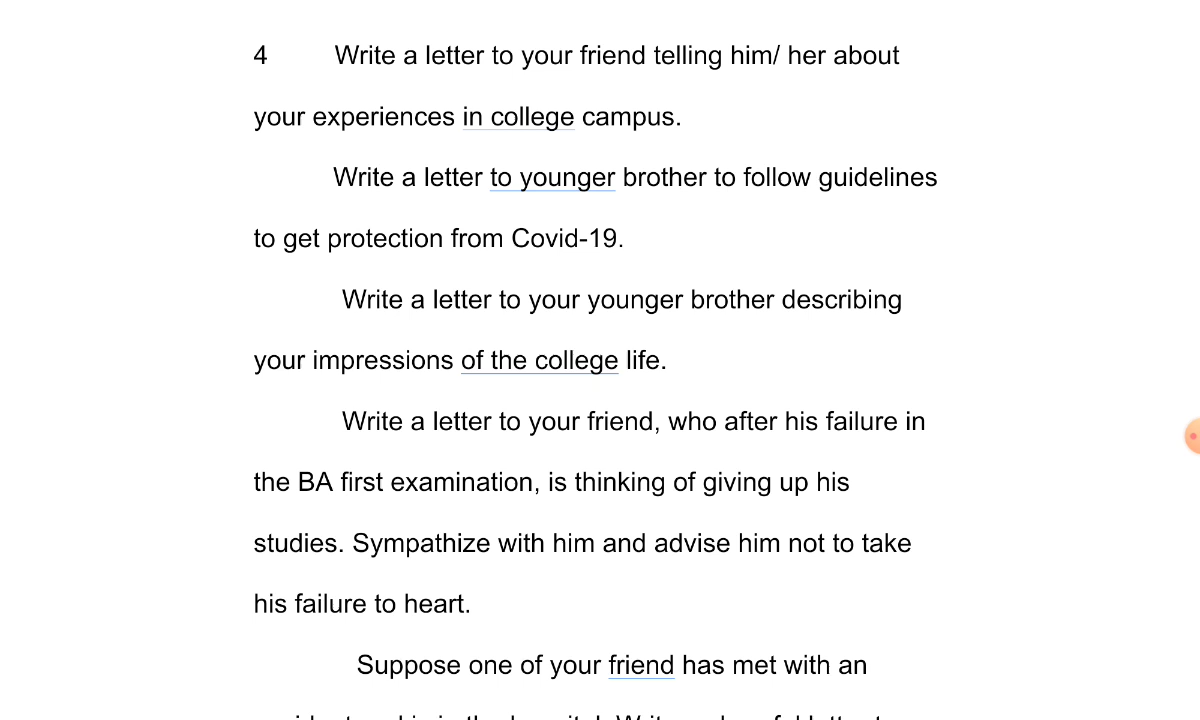 4 Write a letter to your friend telling him/ her about
your experiences in college campus.
Write a letter to younger brother to follow guidelines
to get protection from Covid-19.
Write a letter to your younger brother describing
your impressions of the college life.
Write a letter to your friend, who after his failure in
the BA first examination, is thinking of giving up his
studies. Sympathize with him and advise him not to take
his failure to heart.
Suppose one of your friend has met with an